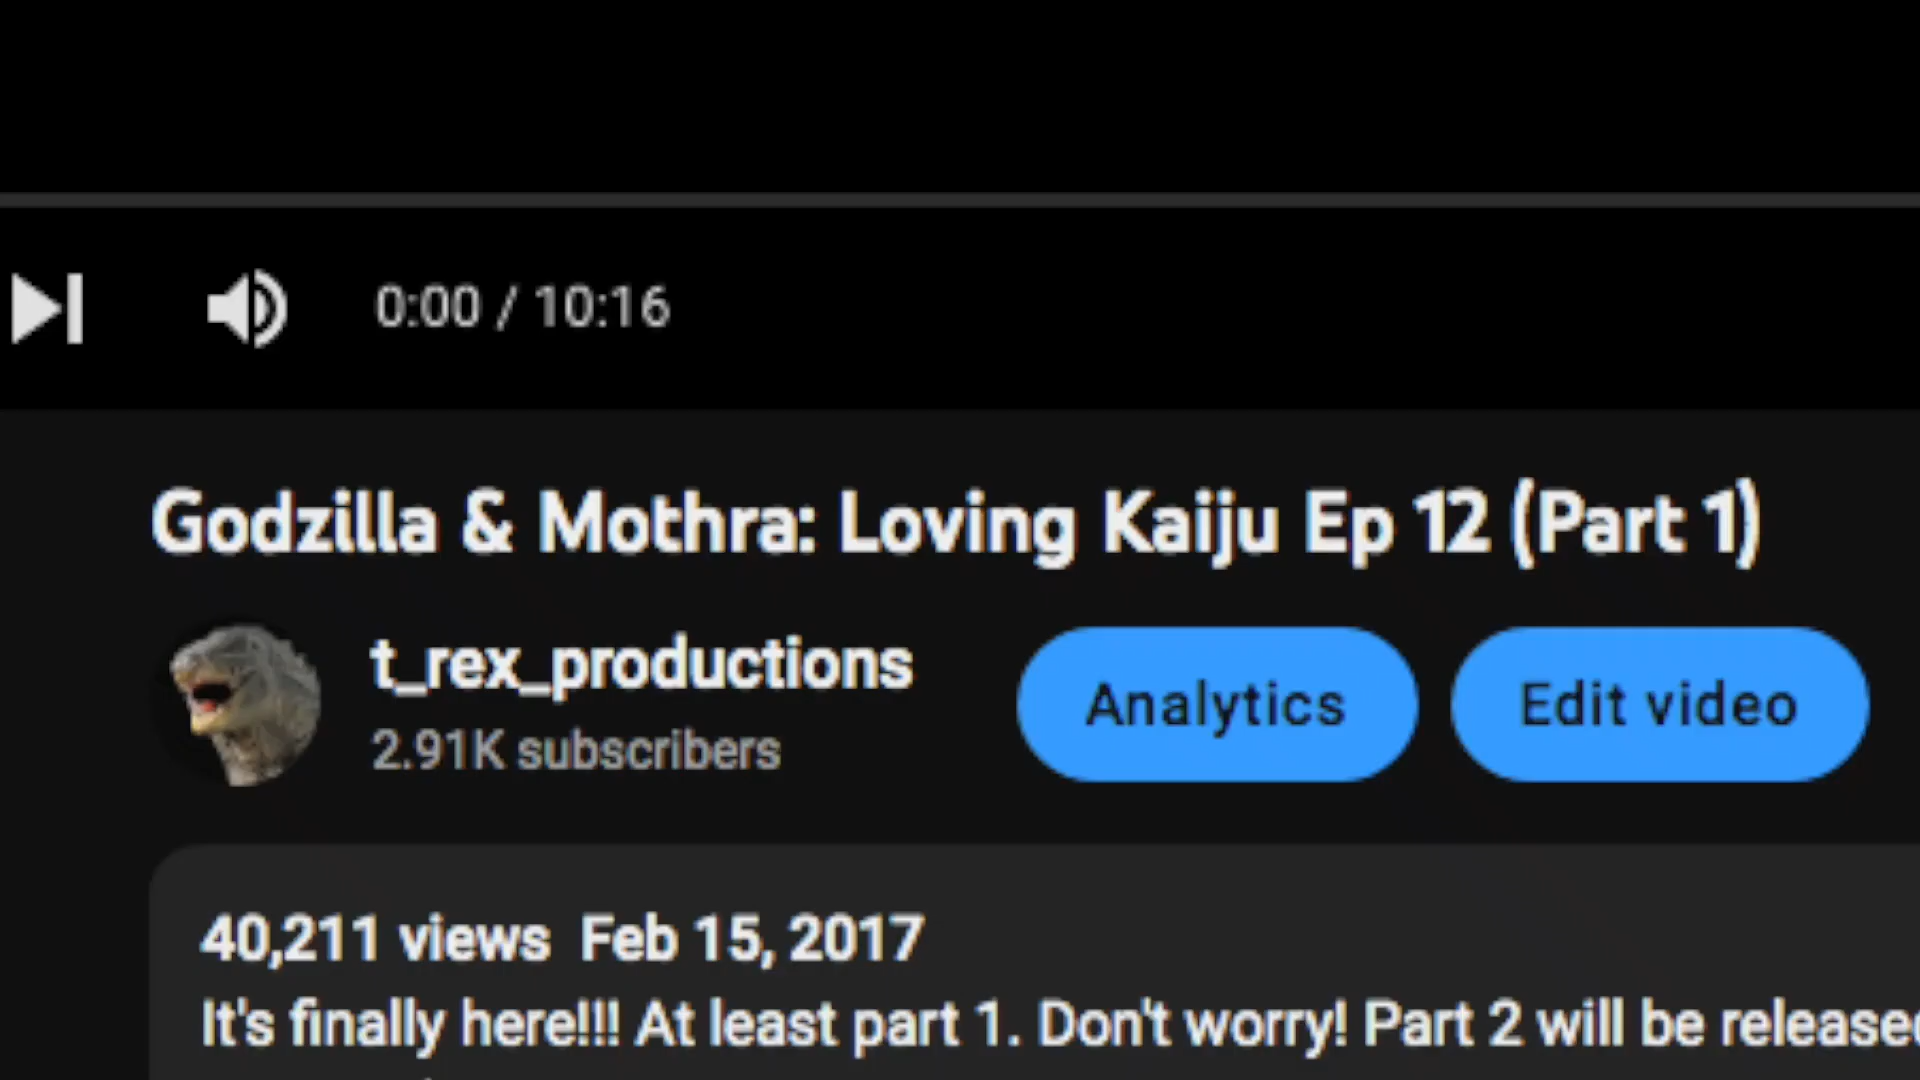 0:00 / 10:16
Godzilla & Mothra: Loving Kaiju Ep 12 (Part 1)
t_rex_productions
2.91K subscribers
Analytics
Edit video
40,211 views Feb 15, 2017
It's finally here!!! At least part 1. Don't worry! Part 2 will be released